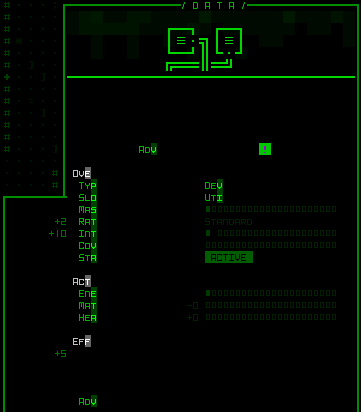 / D A T A /
ADV !
OVE
TYP DEV
SLO UTI
MAS
+2 RAT STANDARD
+10 INT
COV
STA ACTIVE
ACT
ENE
MAT -0
HEA +0
EFF
+5
ADV